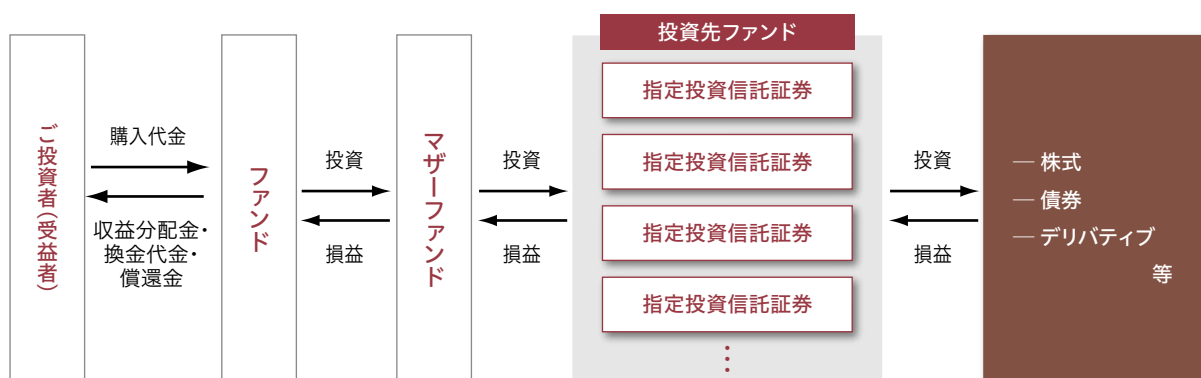 ご投資者(受益者)
購入代金
収益分配金・
換金代金・
償還金
ファンド
投資
損益
マザーファンド
投資
損益
投資先ファンド
指定投資信託証券
指定投資信託証券
指定投資信託証券
指定投資信託証券
⋮
投資
損益
― 株式
― 債券
― デリバティブ
等